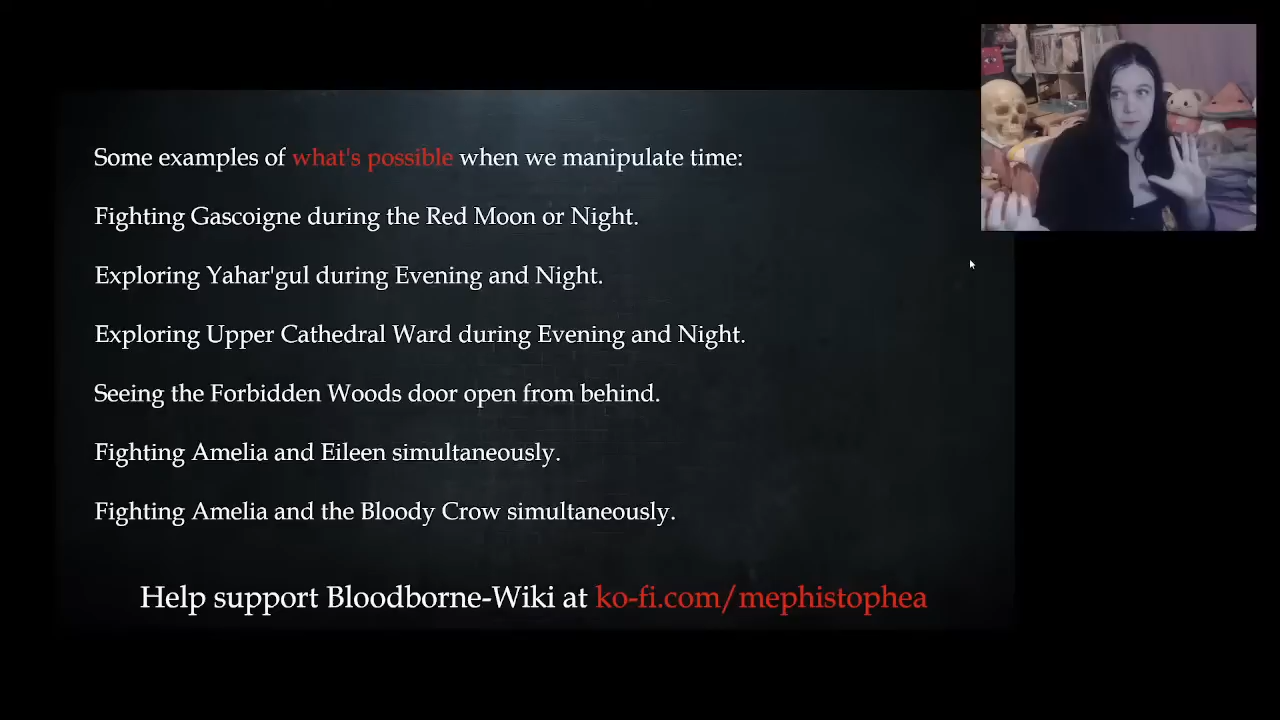 Some examples of what's possible when we manipulate time:
Fighting Gascoigne during the Red Moon or Night.
Exploring Yahar'gul during Evening and Night.
Exploring Upper Cathedral Ward during Evening and Night.
Seeing the Forbidden Woods door open from behind.
Fighting Amelia and Eileen simultaneously.
Fighting Amelia and the Bloody Crow simultaneously.
Help support Bloodborne-Wiki at ko-fi.com/mephistophea